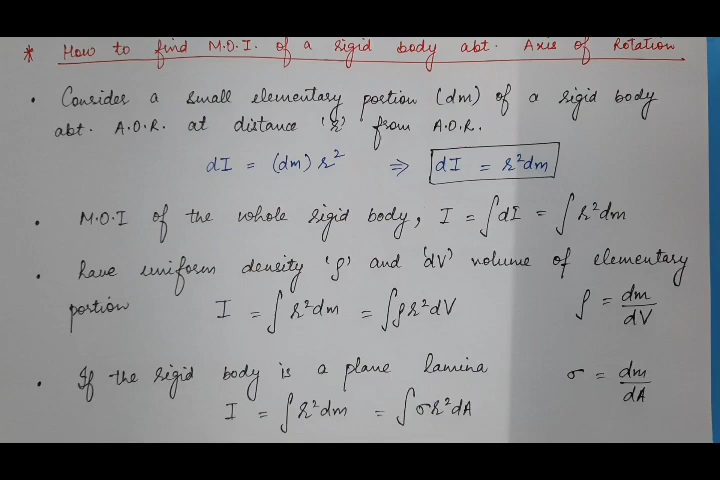 * How to find M.O.I. of a rigid body abt. Axis of Rotation
• Consider a small elementary portion (dm) of a rigid body
abt. A.O.R. at distance 'r' from A.O.R.
dI = (dm) r² ⇒ dI = r²dm
• M.O.I of the whole rigid body, I = ∫dI = ∫r²dm
• have uniform density 'ρ' and 'dV' volume of elementary
portion I = ∫r²dm = ∫ρr²dV ρ = dm/dV
• If the rigid body is a plane lamina σ = dm/dA
I = ∫r²dm = ∫σr²dA